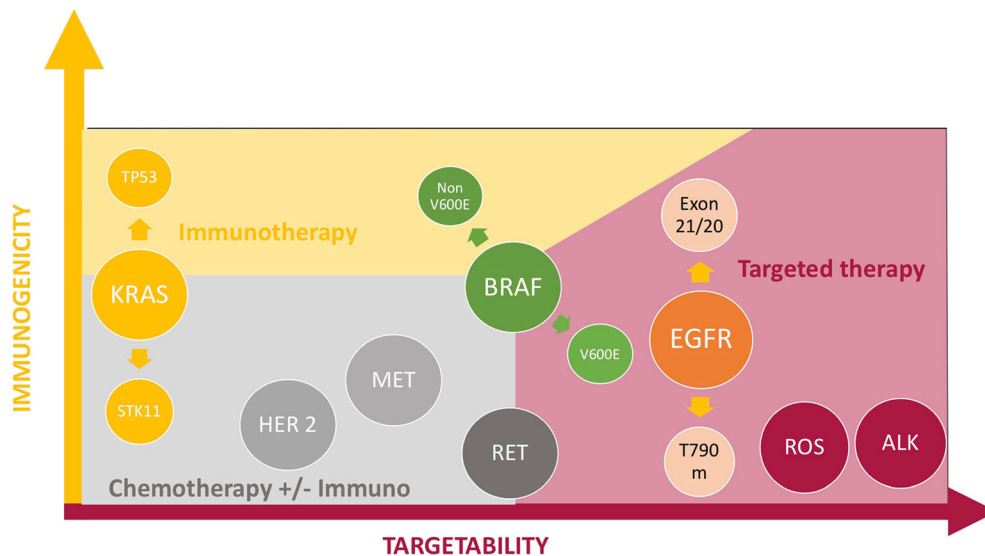 IMMUNOGENICITY
TP53
Immunotherapy
KRAS
STK11
Non
V600E
BRAF
V600E
Exon
21/20
Targeted therapy
EGFR
MET
HER 2
RET
T790
m
ROS
ALK
Chemotherapy +/- Immuno
TARGETABILITY